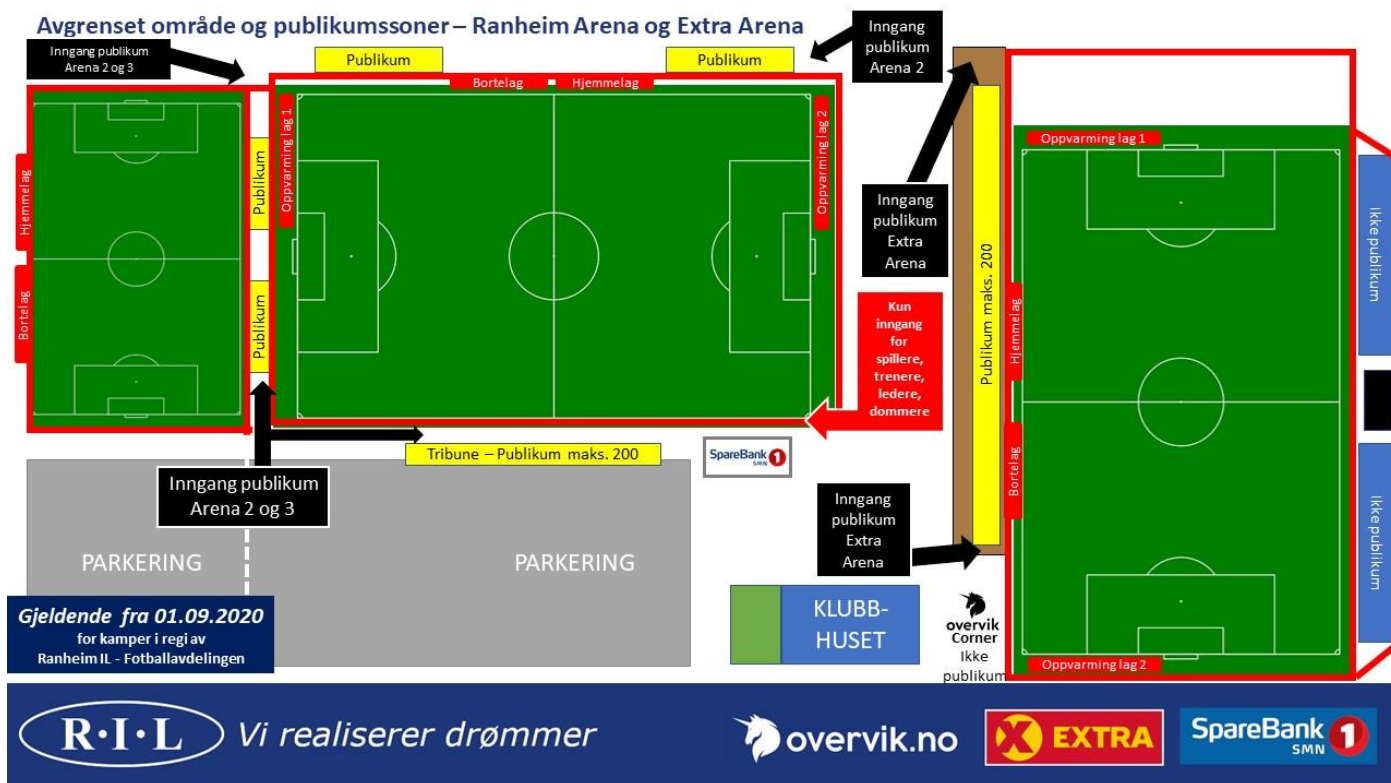 Avgrenset område og publikumssoner – Ranheim Arena og Extra Arena
Inngang publikum
Arena 2 og 3
Publikum
Publikum
Inngang
publikum
Arena 2
Bortelag
Hjemmelag
Oppvarming lag 1
Oppvarming lag 2
Hjemmelag
Bortelag
Publikum
Publikum
Inngang
publikum
Extra
Arena
Kun
inngang
for
spillere,
trenere,
ledere,
dommere
Tribune – Publikum maks. 200
SpareBank 1
SMN
Inngang publikum
Arena 2 og 3
PARKERING
PARKERING
Gjeldende fra 01.09.2020
for kamper i regi av
Ranheim IL - Fotballavdelingen
Publikum maks. 200
Inngang
publikum
Extra
Arena
KLUBB-
HUSET
overvik
Corner
Ikke
publikum
Oppvarming lag 1
Hjemmelag
Bortelag
Oppvarming lag 2
Ikke publikum
Ikke publikum
R·I·L
Vi realiserer drømmer
overvik.no
X EXTRA
SpareBank 1
SMN